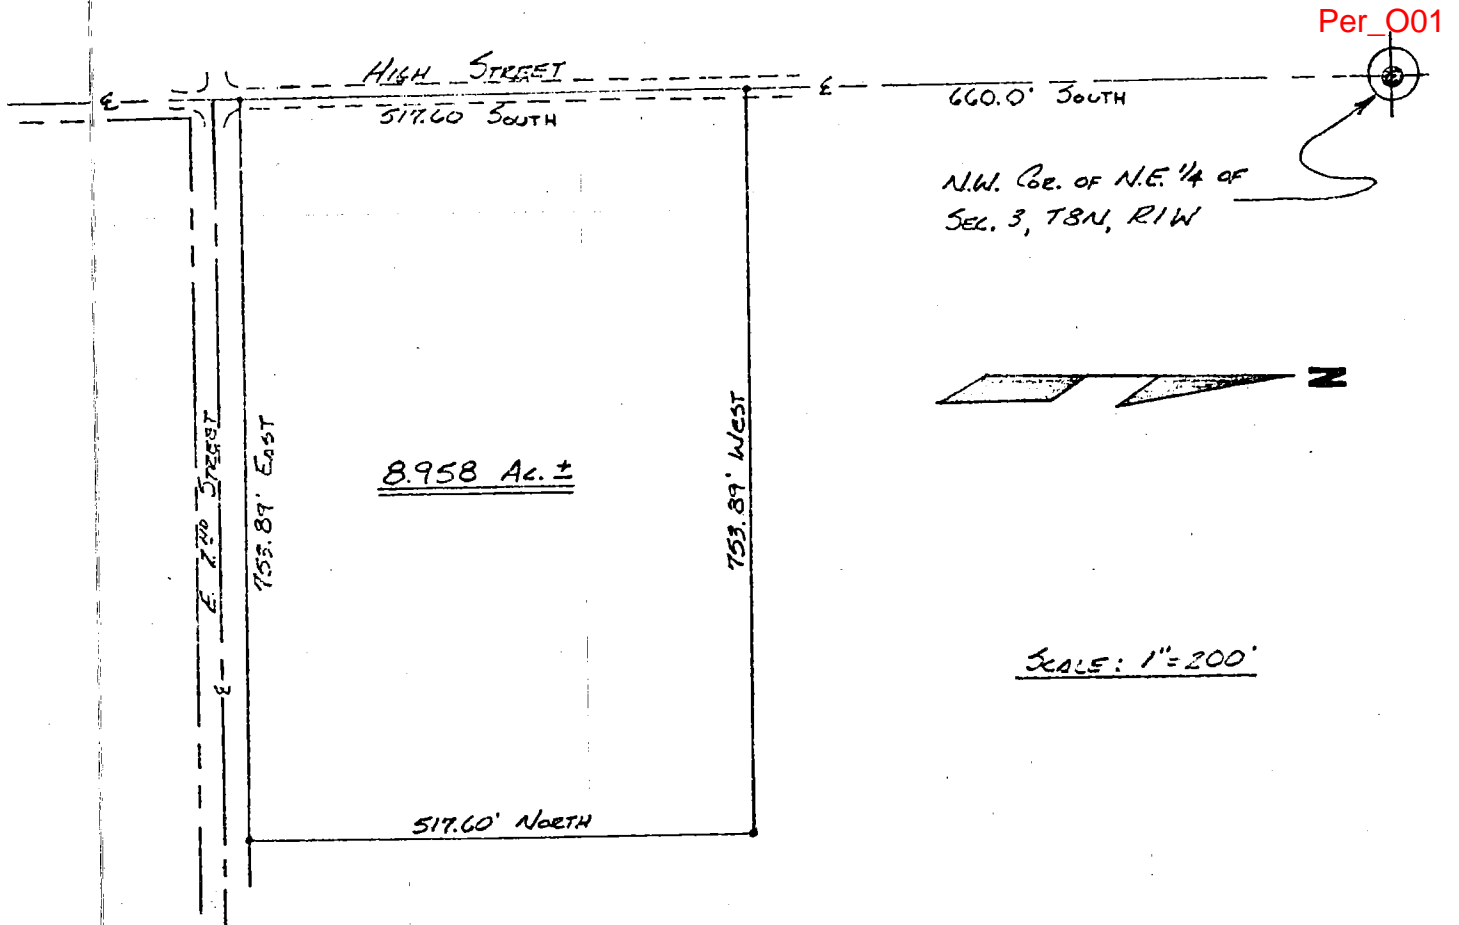 Per_O01
HIGH STREET
517.60 SOUTH
660.0' SOUTH
N.W. COR. OF N.E. 1/4 OF
SEC. 3, T8N, R1W
N
E. 2ND STREET
753.89' EAST
8.958 AC. ±
753.89' WEST
SCALE: 1"=200'
517.60' NORTH